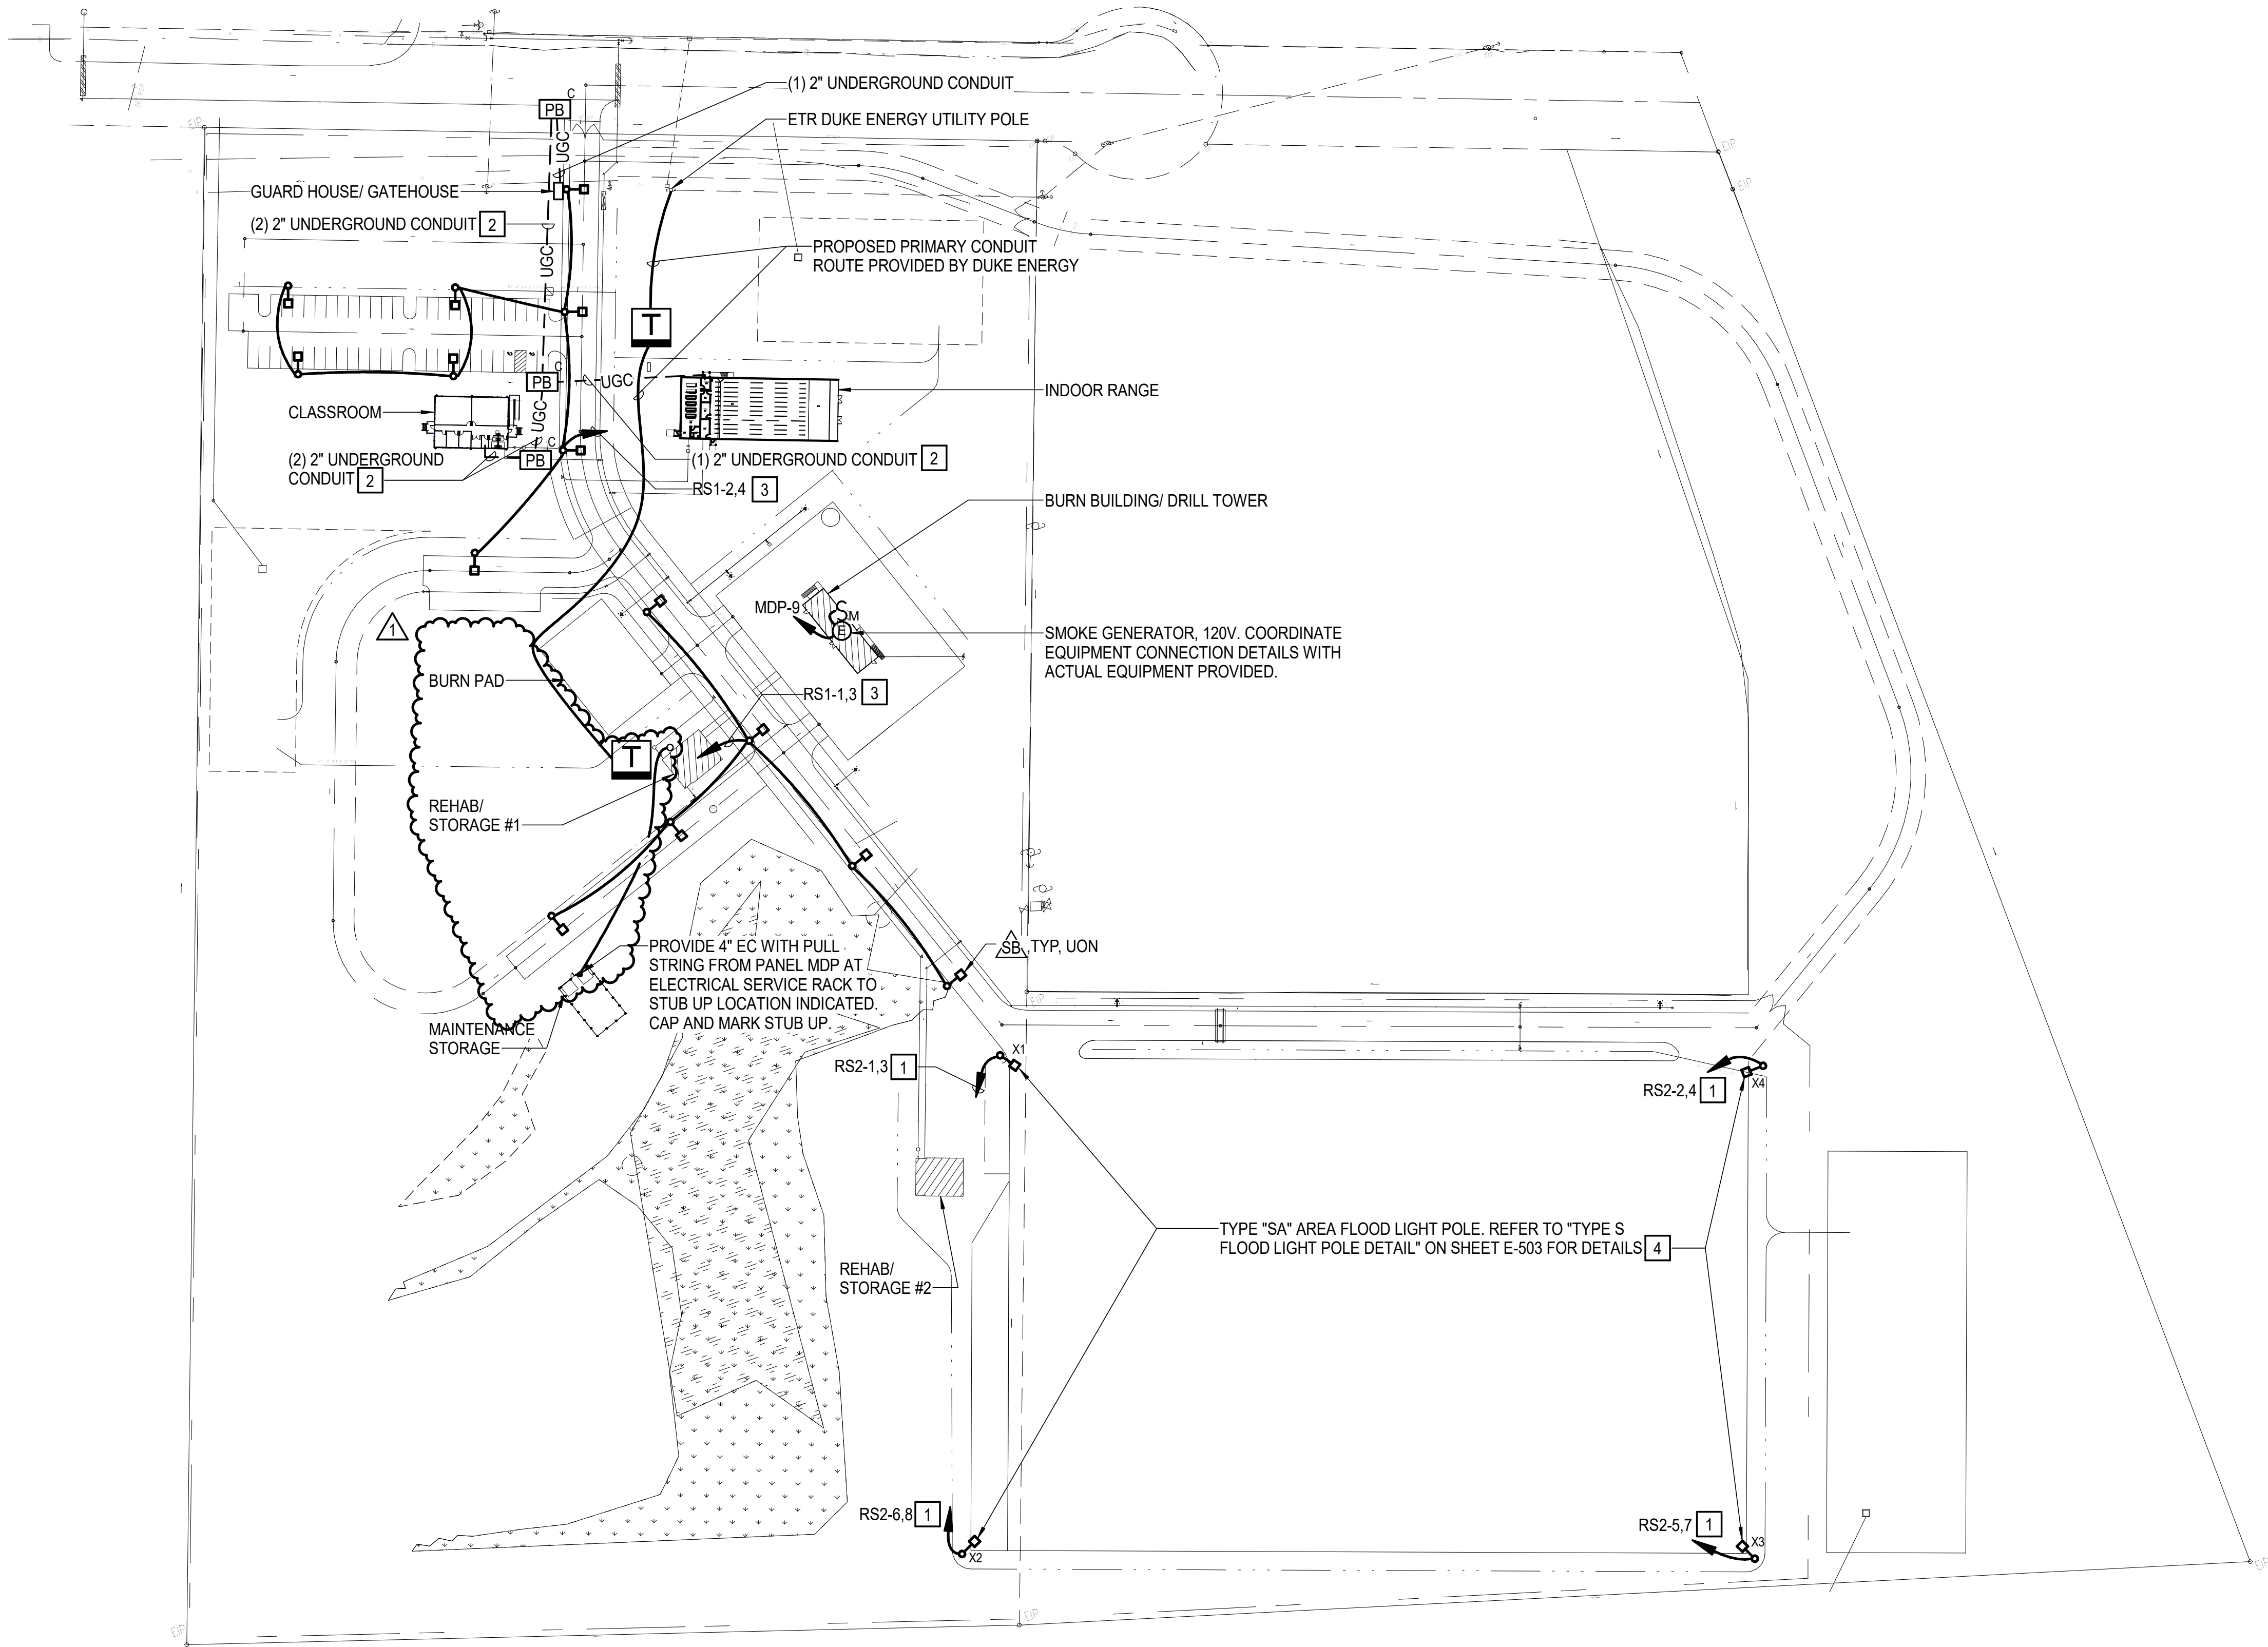 (1) 2" UNDERGROUND CONDUIT
C
PB
ETR DUKE ENERGY UTILITY POLE
EIP
UGC
EIP
GUARD HOUSE/ GATEHOUSE
EIP
(2) 2" UNDERGROUND CONDUIT 2
PROPOSED PRIMARY CONDUIT
ROUTE PROVIDED BY DUKE ENERGY
UGC
T
C
PB
UGC
INDOOR RANGE
CLASSROOM
UGC
C
(2) 2" UNDERGROUND
CONDUIT 2
PB
(1) 2" UNDERGROUND CONDUIT 2
RS1-2,4 3
BURN BUILDING/ DRILL TOWER
MDP-9
S
M
E
1
SMOKE GENERATOR, 120V. COORDINATE
EQUIPMENT CONNECTION DETAILS WITH
ACTUAL EQUIPMENT PROVIDED.
BURN PAD
RS1-1,3 3
T
REHAB/
STORAGE #1
PROVIDE 4" EC WITH PULL
STRING FROM PANEL MDP AT
ELECTRICAL SERVICE RACK TO
STUB UP LOCATION INDICATED.
CAP AND MARK STUB UP.
SB ,TYP, UON
EIP
MAINTENANCE
STORAGE
X1
RS2-1,3 1
X4
RS2-2,4 1
TYPE "SA" AREA FLOOD LIGHT POLE. REFER TO "TYPE S
FLOOD LIGHT POLE DETAIL" ON SHEET E-503 FOR DETAILS 4
REHAB/
STORAGE #2
RS2-6,8 1
X2
RS2-5,7 1
X3
EIP
EIP
EIP